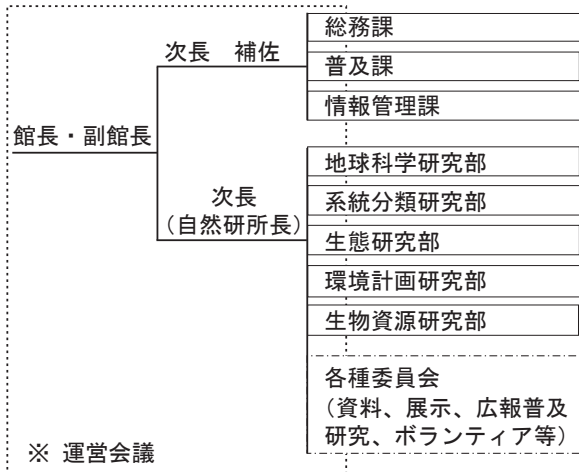 総務課
次長　補佐
普及課
情報管理課
館長・副館長
地球科学研究部
次長
（自然研所長）
系統分類研究部
生態研究部
環境計画研究部
生物資源研究部
各種委員会
（資料、展示、広報普及
研究、ボランティア等）
※ 運営会議